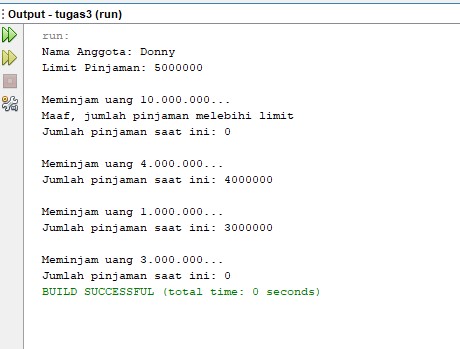 Output - tugas3 (run)
run:
Nama Anggota: Donny
Limit Pinjaman: 5000000
Meminjam uang 10.000.000...
Maaf, jumlah pinjaman melebihi limit
Jumlah pinjaman saat ini: 0
Meminjam uang 4.000.000...
Jumlah pinjaman saat ini: 4000000
Meminjam uang 1.000.000...
Jumlah pinjaman saat ini: 3000000
Meminjam uang 3.000.000...
Jumlah pinjaman saat ini: 0
BUILD SUCCESSFUL (total time: 0 seconds)